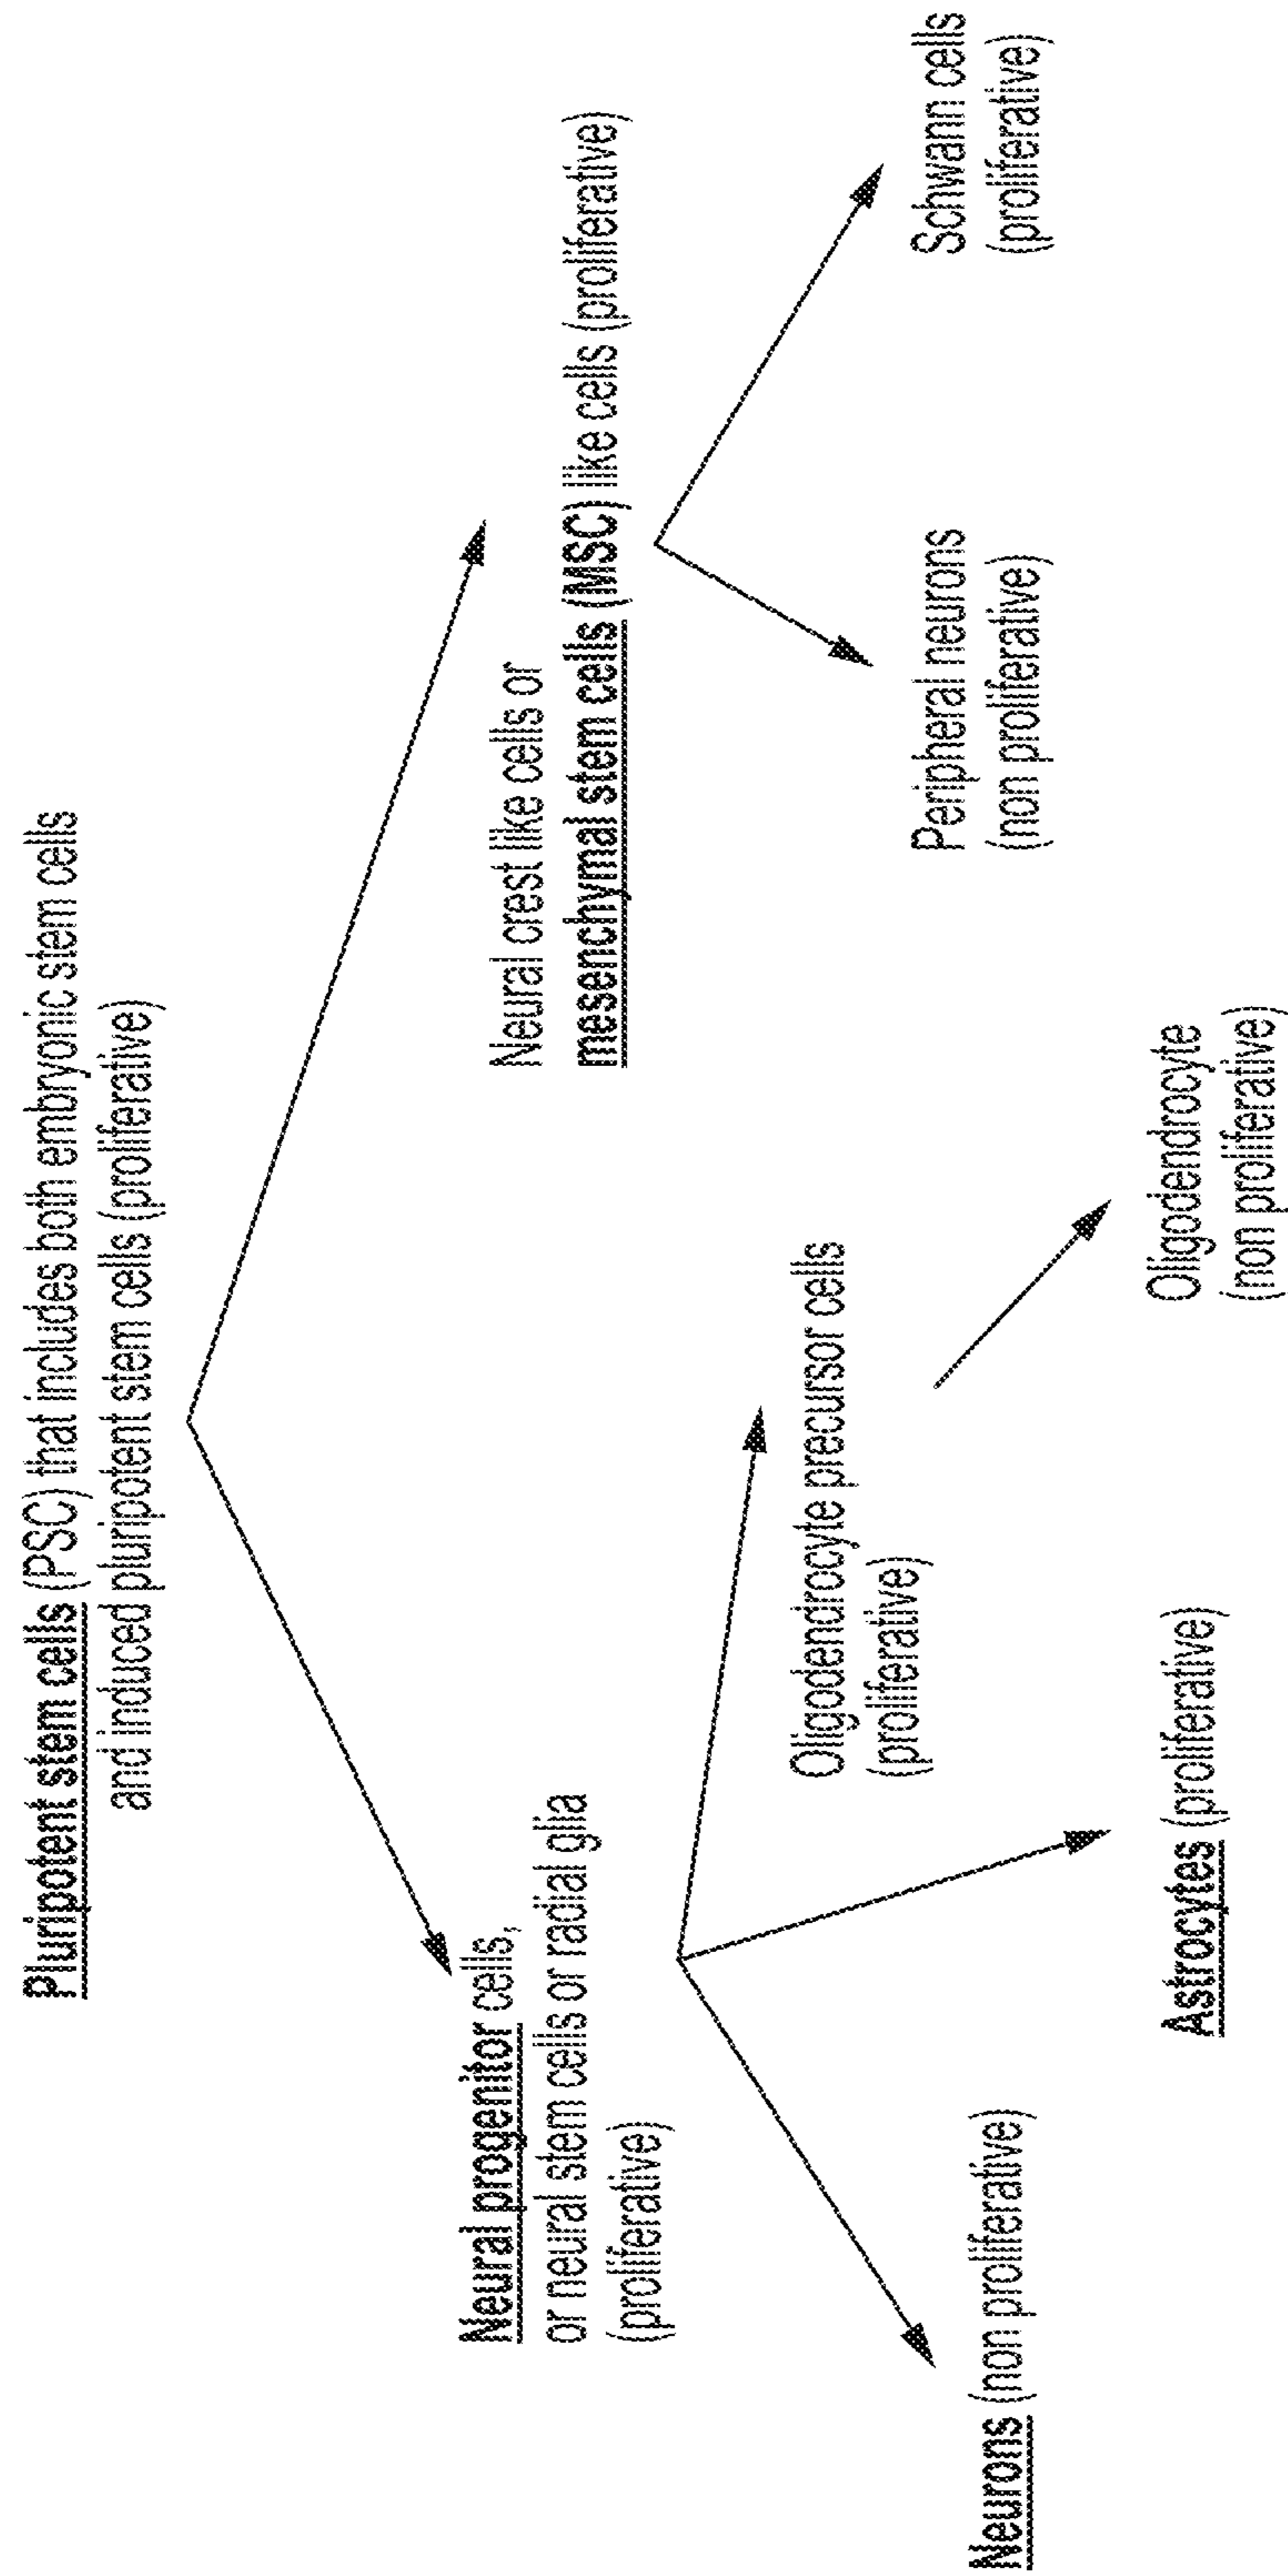 Pluripotent stem cells (PSC) that includes both embryonic stem cells
and induced pluripotent stem cells (proliferative)
Neural progenitor cells,
or neural stem cells or radial glia
(proliferative)
Neural crest like cells or
mesenchymal stem cells (MSC) like cells (proliferative)
Neurons (non proliferative)
Astrocytes (proliferative)
Oligodendrocyte precursor cells
(proliferative)
Oligodendrocyte
(non proliferative)
Peripheral neurons
(non proliferative)
Schwann cells
(proliferative)